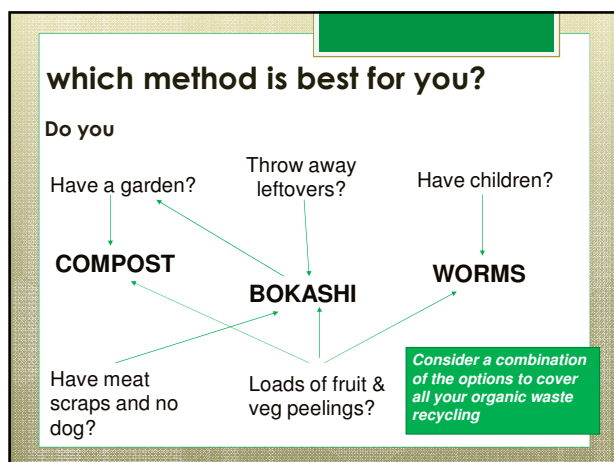 which method is best for you?
Do you
Have a garden?
Throw away
leftovers?
Have children?
COMPOST
BOKASHI
WORMS
Have meat
scraps and no
dog?
Loads of fruit &
veg peelings?
Consider a combination
of the options to cover
all your organic waste
recycling